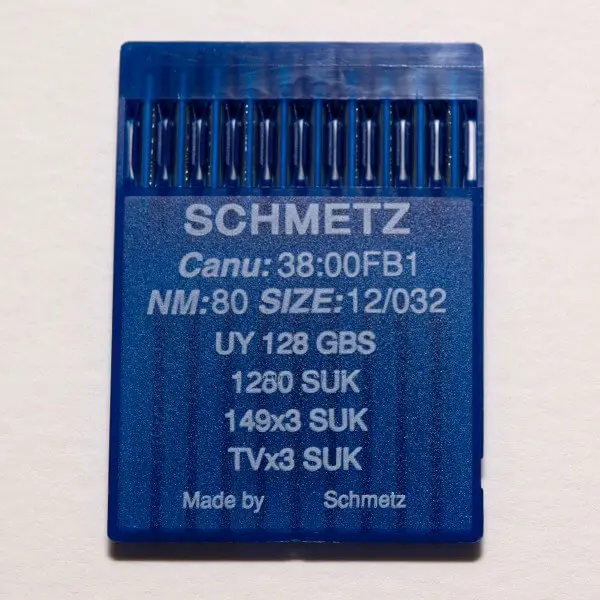 SCHMETZ
Canu: 38:00FB1
NM:80 SIZE:12/032
UY 128 GBS
1280 SUK
149x3 SUK
TVx3 SUK
Made by Schmetz